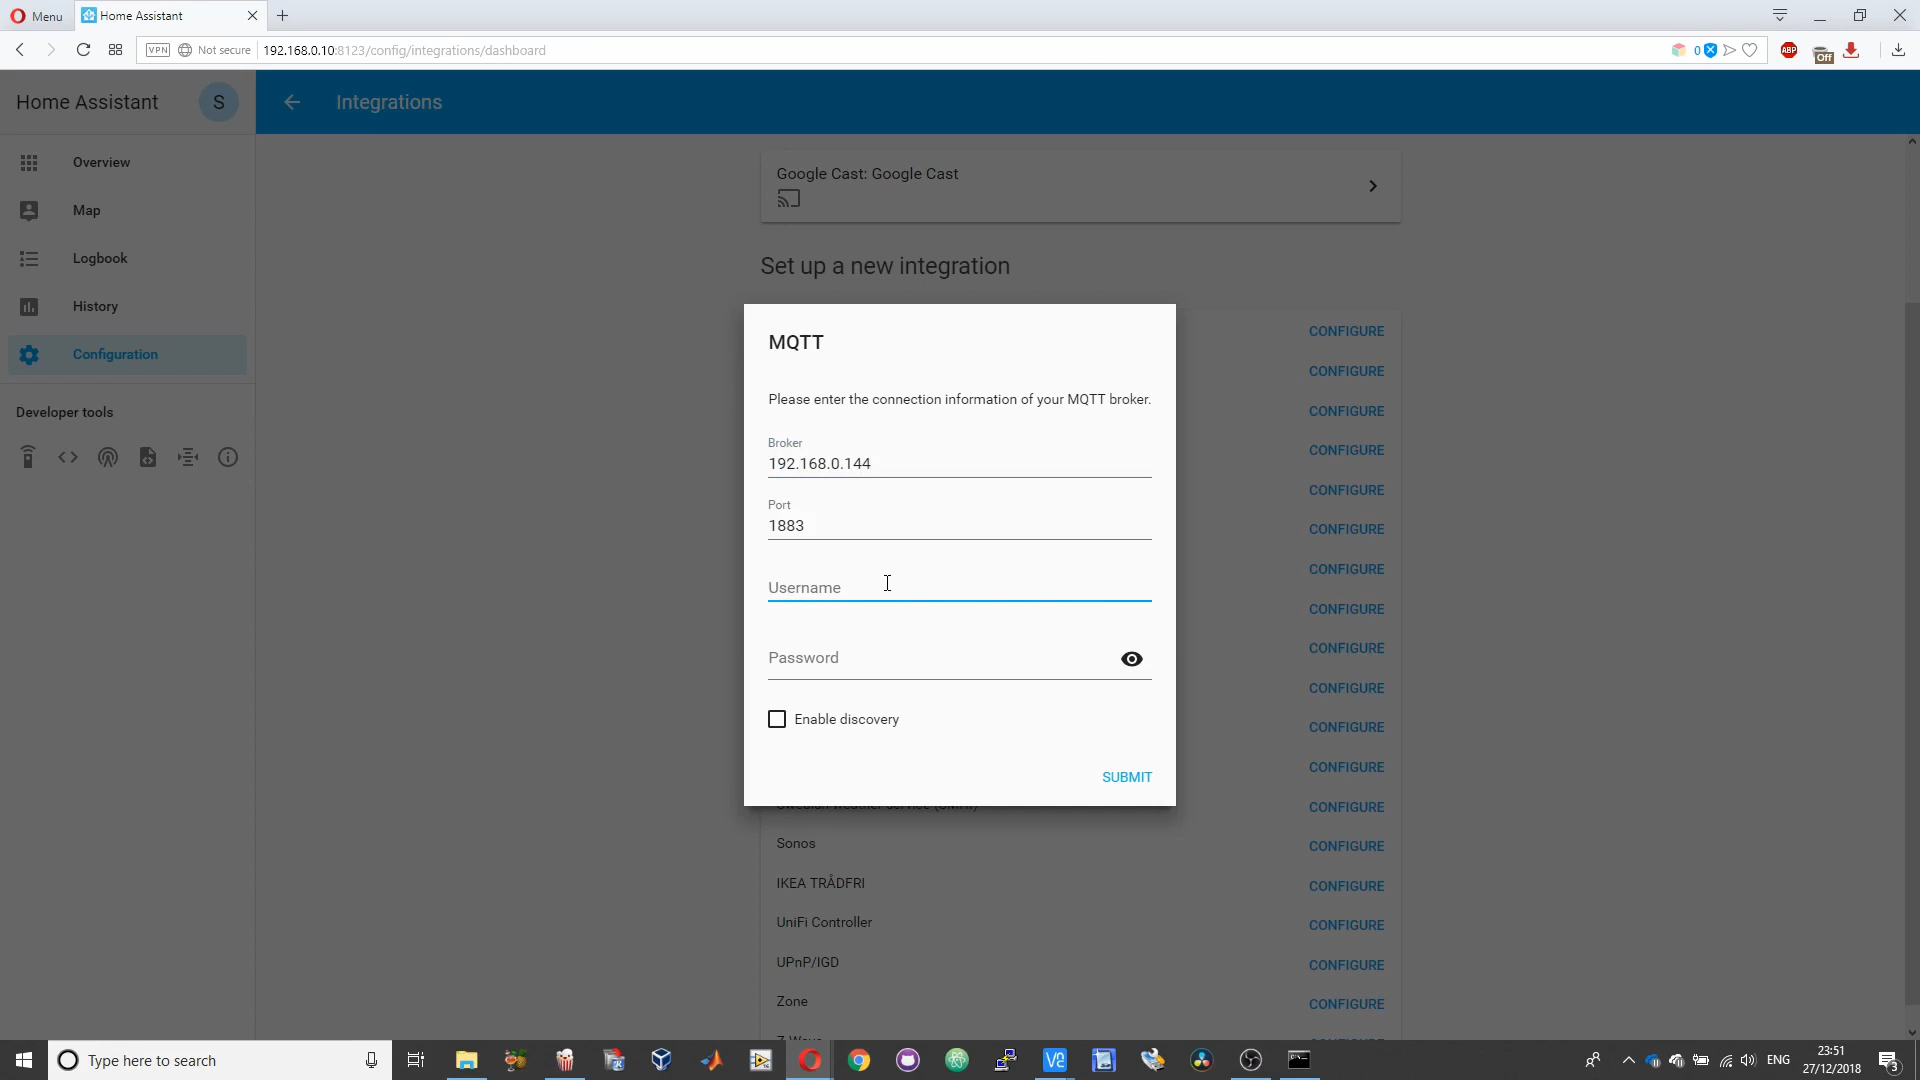 Menu
Home Assistant
VPN
Not secure
192.168.0.10:8123/config/integrations/dashboard
0
ABP
Off
Home Assistant
S
Integrations
Overview
Map
Logbook
History
Configuration
Developer tools
Google Cast: Google Cast
Set up a new integration
CONFIGURE
CONFIGURE
CONFIGURE
CONFIGURE
CONFIGURE
CONFIGURE
CONFIGURE
CONFIGURE
CONFIGURE
CONFIGURE
CONFIGURE
CONFIGURE
MQTT
Please enter the connection information of your MQTT broker.
Broker
192.168.0.144
Port
1883
Username
Password
Enable discovery
SUBMIT
CONFIGURE
Sonos CONFIGURE
IKEA TRÅDFRI CONFIGURE
UniFi Controller CONFIGURE
UPnP/IGD CONFIGURE
Zone CONFIGURE
Type here to search
ENG
23:51
27/12/2018
3